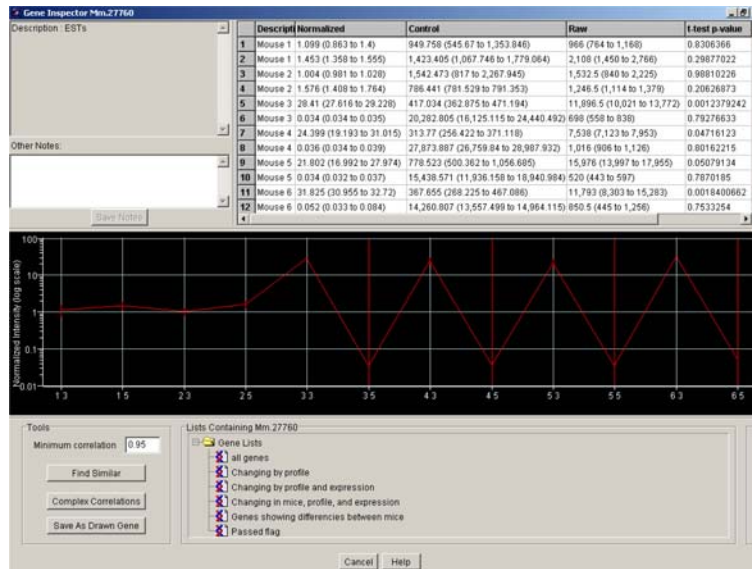 Gene Inspector Mm.27760
Description : ESTs
Other Notes:
Save Notes
Descripti Normalized Control Raw t-test p-value
1 Mouse 1 1.099 (0.863 to 1.4) 949.758 (545.67 to 1,353.846) 966 (764 to 1,168) 0.8306366
2 Mouse 1 1.453 (1.358 to 1.555) 1,423.405 (1,067.746 to 1,779.064) 2,108 (1,450 to 2,766) 0.29877022
3 Mouse 2 1.004 (0.981 to 1.028) 1,542.473 (817 to 2,267.945) 1,532.5 (840 to 2,225) 0.98810226
4 Mouse 2 1.576 (1.408 to 1.764) 786.441 (781.529 to 791.353) 1,246.5 (1,114 to 1,379) 0.20626873
5 Mouse 3 28.41 (27.616 to 29.228) 417.034 (362.875 to 471.194) 11,896.5 (10,021 to 13,772) 0.0012379242
6 Mouse 3 0.034 (0.034 to 0.035) 20,282.805 (16,125.115 to 24,440.492) 698 (558 to 838) 0.79276633
7 Mouse 4 24.399 (19.193 to 31.015) 313.77 (256.422 to 371.118) 7,538 (7,123 to 7,953) 0.04716123
8 Mouse 4 0.036 (0.034 to 0.039) 27,873.887 (26,759.84 to 28,987.932) 1,016 (906 to 1,126) 0.80162215
9 Mouse 5 21.802 (16.992 to 27.974) 778.523 (500.362 to 1,056.685) 15,976 (13,997 to 17,955) 0.05079134
10 Mouse 5 0.034 (0.032 to 0.037) 15,438.571 (11,936.158 to 18,940.984) 520 (443 to 597) 0.7870185
11 Mouse 6 31.825 (30.955 to 32.72) 367.655 (268.225 to 467.086) 11,793 (8,303 to 15,283) 0.0018400662
12 Mouse 6 0.052 (0.033 to 0.084) 14,260.807 (13,557.499 to 14,964.115) 850.5 (445 to 1,256) 0.7533254
Normalized Intensity (log scale)
100
10
1
0.1
0.01
1 3 1 5 2 3 2 5 3 3 3 5 4 3 4 5 5 3 5 5 6 3 6 5
Tools
Minimum correlation 0.95
Find Similar
Complex Correlations
Save As Drawn Gene
Lists Containing Mm.27760
Gene Lists
all genes
Changing by profile
Changing by profile and expression
Changing in mice, profile, and expression
Genes showing differencies between mice
Passed flag
Cancel Help